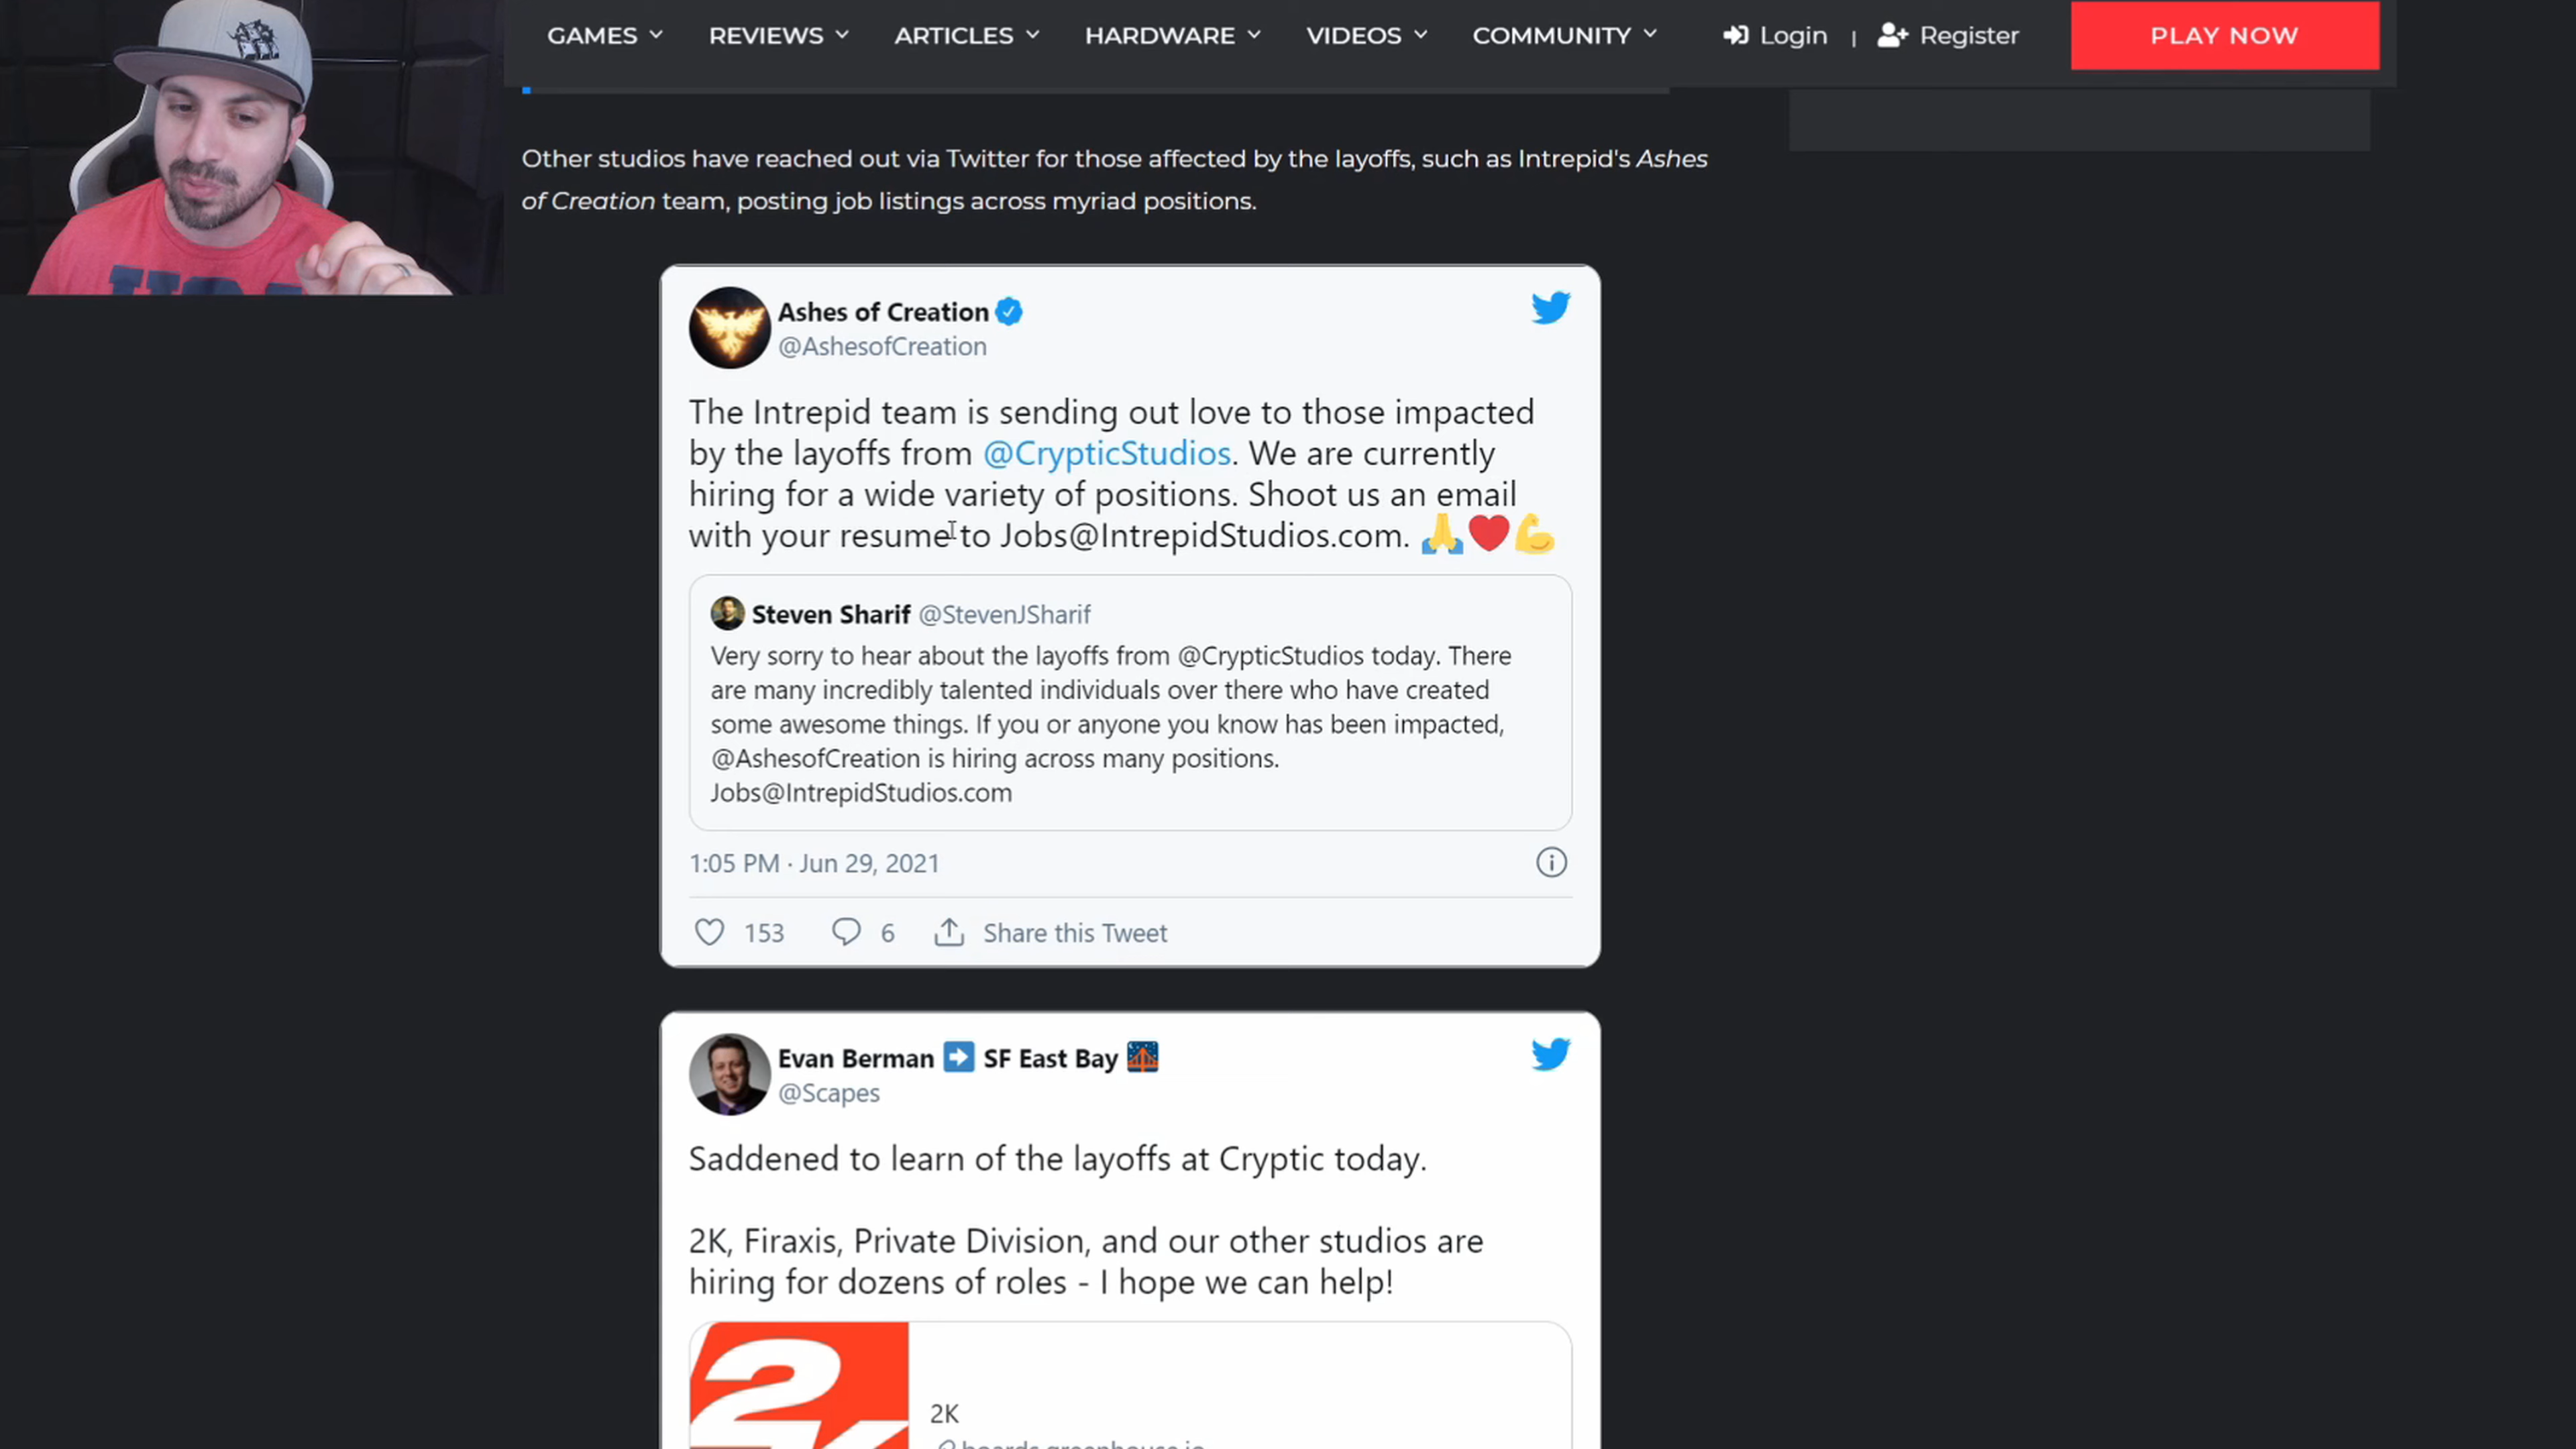 GAMES REVIEWS ARTICLES HARDWARE VIDEOS COMMUNITY Login | Register PLAY NOW
Other studios have reached out via Twitter for those affected by the layoffs, such as Intrepid's Ashes
of Creation team, posting job listings across myriad positions.
Ashes of Creation
@AshesofCreation
The Intrepid team is sending out love to those impacted
by the layoffs from @CrypticStudios. We are currently
hiring for a wide variety of positions. Shoot us an email
with your resume to Jobs@IntrepidStudios.com. 🙏❤️💪
Steven Sharif @StevenJSharif
Very sorry to hear about the layoffs from @CrypticStudios today. There
are many incredibly talented individuals over there who have created
some awesome things. If you or anyone you know has been impacted,
@AshesofCreation is hiring across many positions.
Jobs@IntrepidStudios.com
1:05 PM · Jun 29, 2021
153 6 Share this Tweet
Evan Berman ➡️ SF East Bay 🌉
@Scapes
Saddened to learn of the layoffs at Cryptic today.
2K, Firaxis, Private Division, and our other studios are
hiring for dozens of roles - I hope we can help!
2K
2K
boards.greenhouse.io